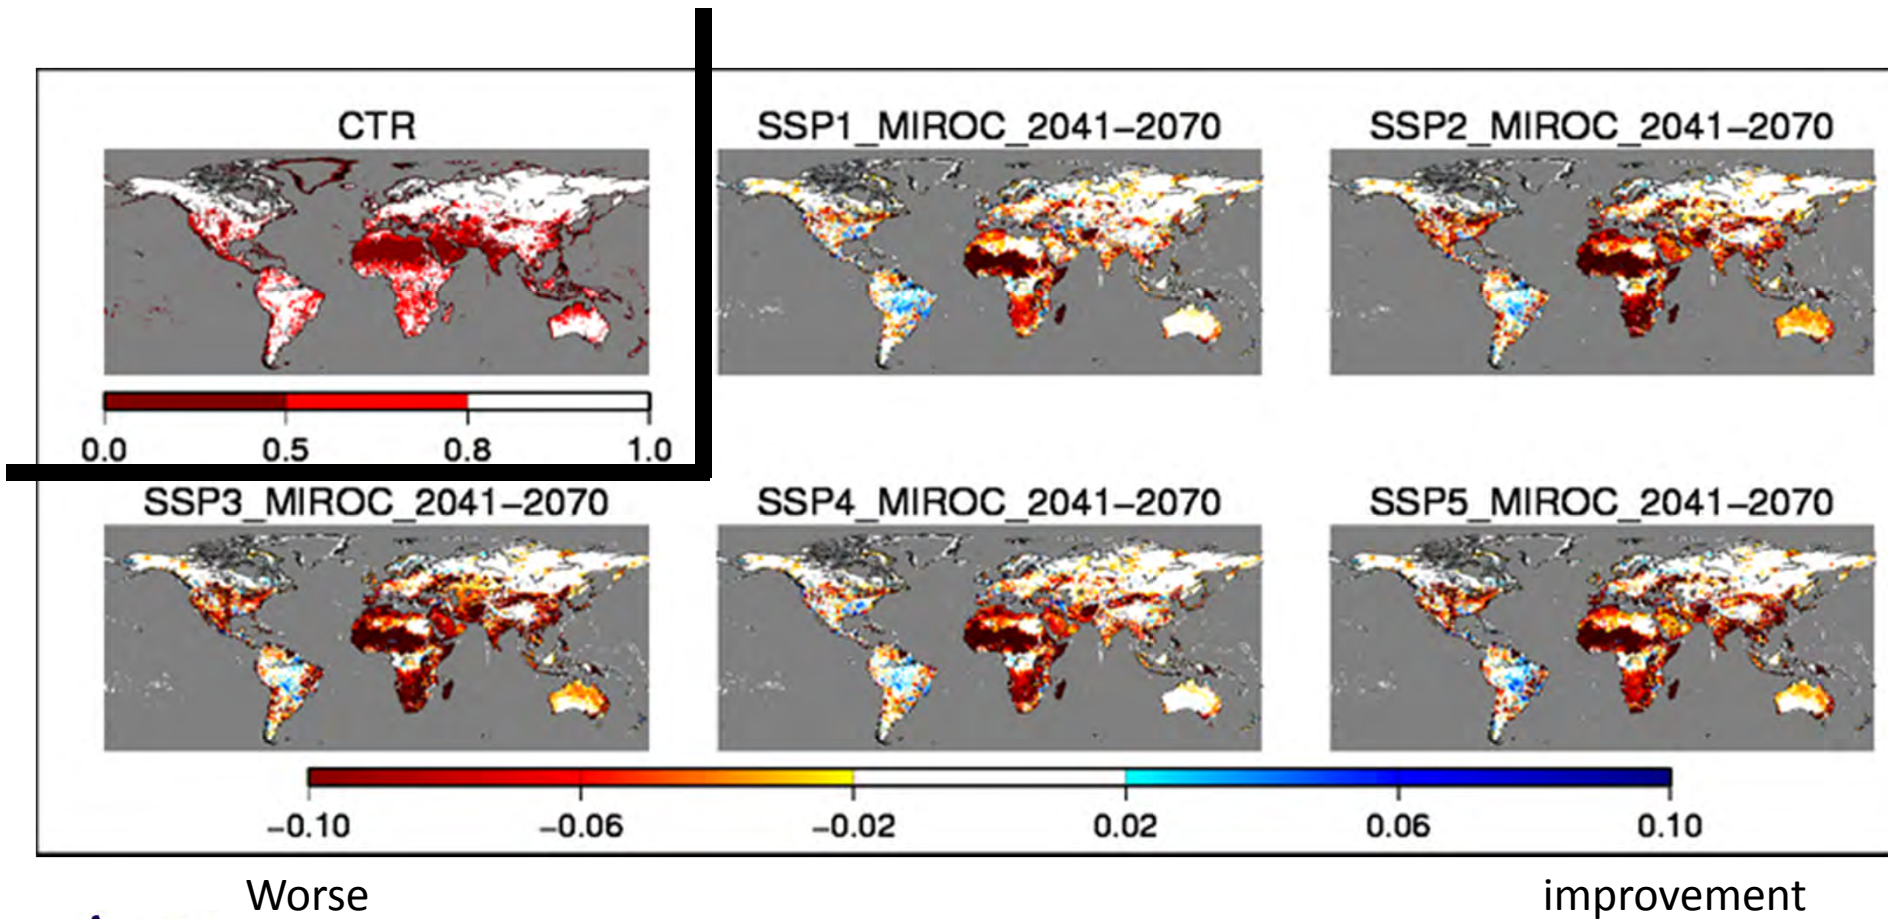 CTR
SSP1_MIROC_2041–2070
SSP2_MIROC_2041–2070
0.0 0.5 0.8 1.0
SSP3_MIROC_2041–2070
SSP4_MIROC_2041–2070
SSP5_MIROC_2041–2070
−0.10 −0.06 −0.02 0.02 0.06 0.10
Worse improvement